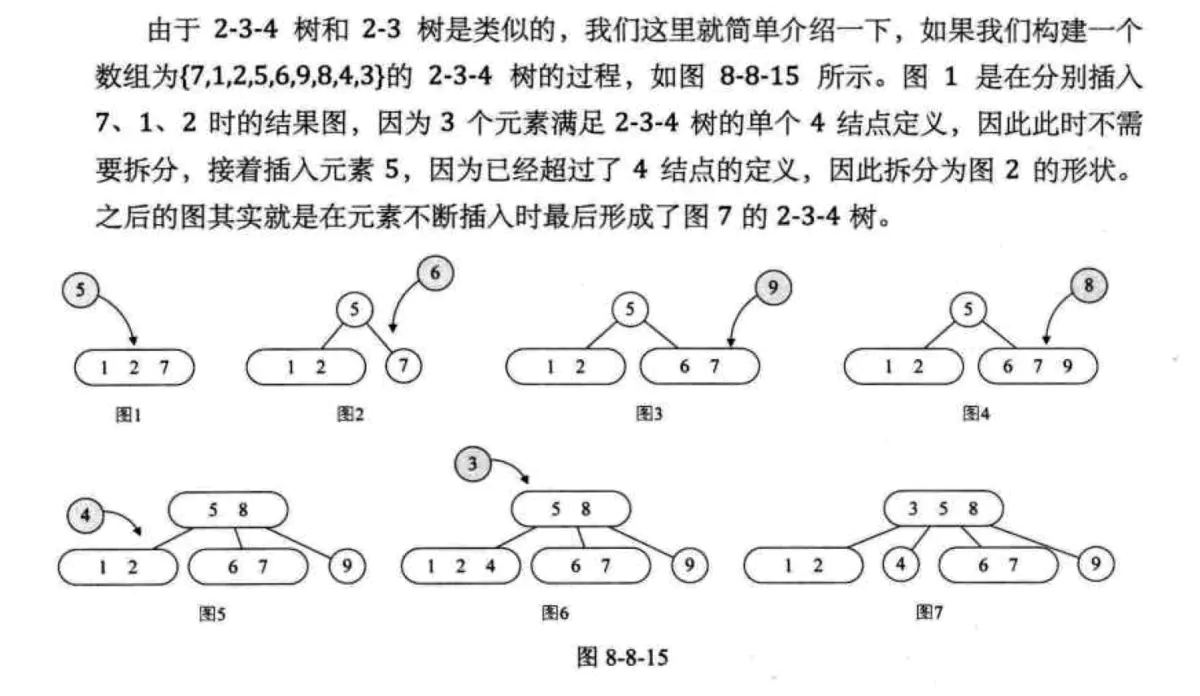 由于 2-3-4 树和 2-3 树是类似的，我们这里就简单介绍一下，如果我们构建一个
数组为{7,1,2,5,6,9,8,4,3}的 2-3-4 树的过程，如图 8-8-15 所示。图 1 是在分别插入
7、1、2 时的结果图，因为 3 个元素满足 2-3-4 树的单个 4 结点定义，因此此时不需
要拆分，接着插入元素 5，因为已经超过了 4 结点的定义，因此拆分为图 2 的形状。
之后的图其实就是在元素不断插入时最后形成了图 7 的 2-3-4 树。
5
1 2 7
图1
6
5
1 2
7
图2
9
5
1 2
6 7
图3
8
5
1 2
6 7 9
图4
4
5 8
1 2
6 7
9
图5
3
5 8
1 2 4
6 7
9
图6
3 5 8
1 2
4
6 7
9
图7
图 8-8-15